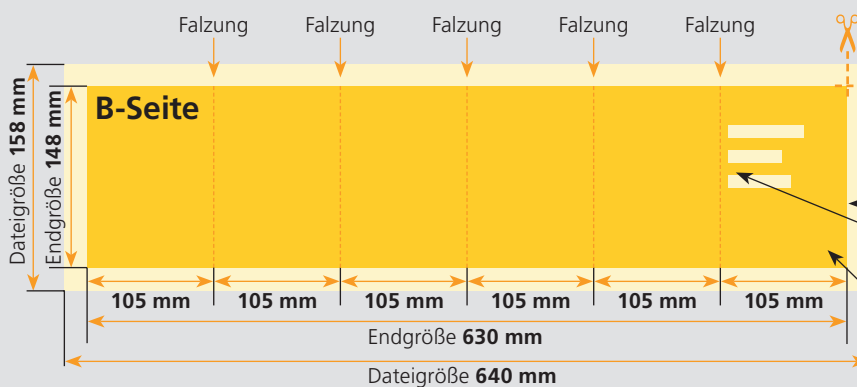 Falzung Falzung Falzung Falzung Falzung
B-Seite
Dateigröße 158 mm
Endgröße 148 mm
105 mm 105 mm 105 mm 105 mm 105 mm 105 mm
Endgröße 630 mm
Dateigröße 640 mm